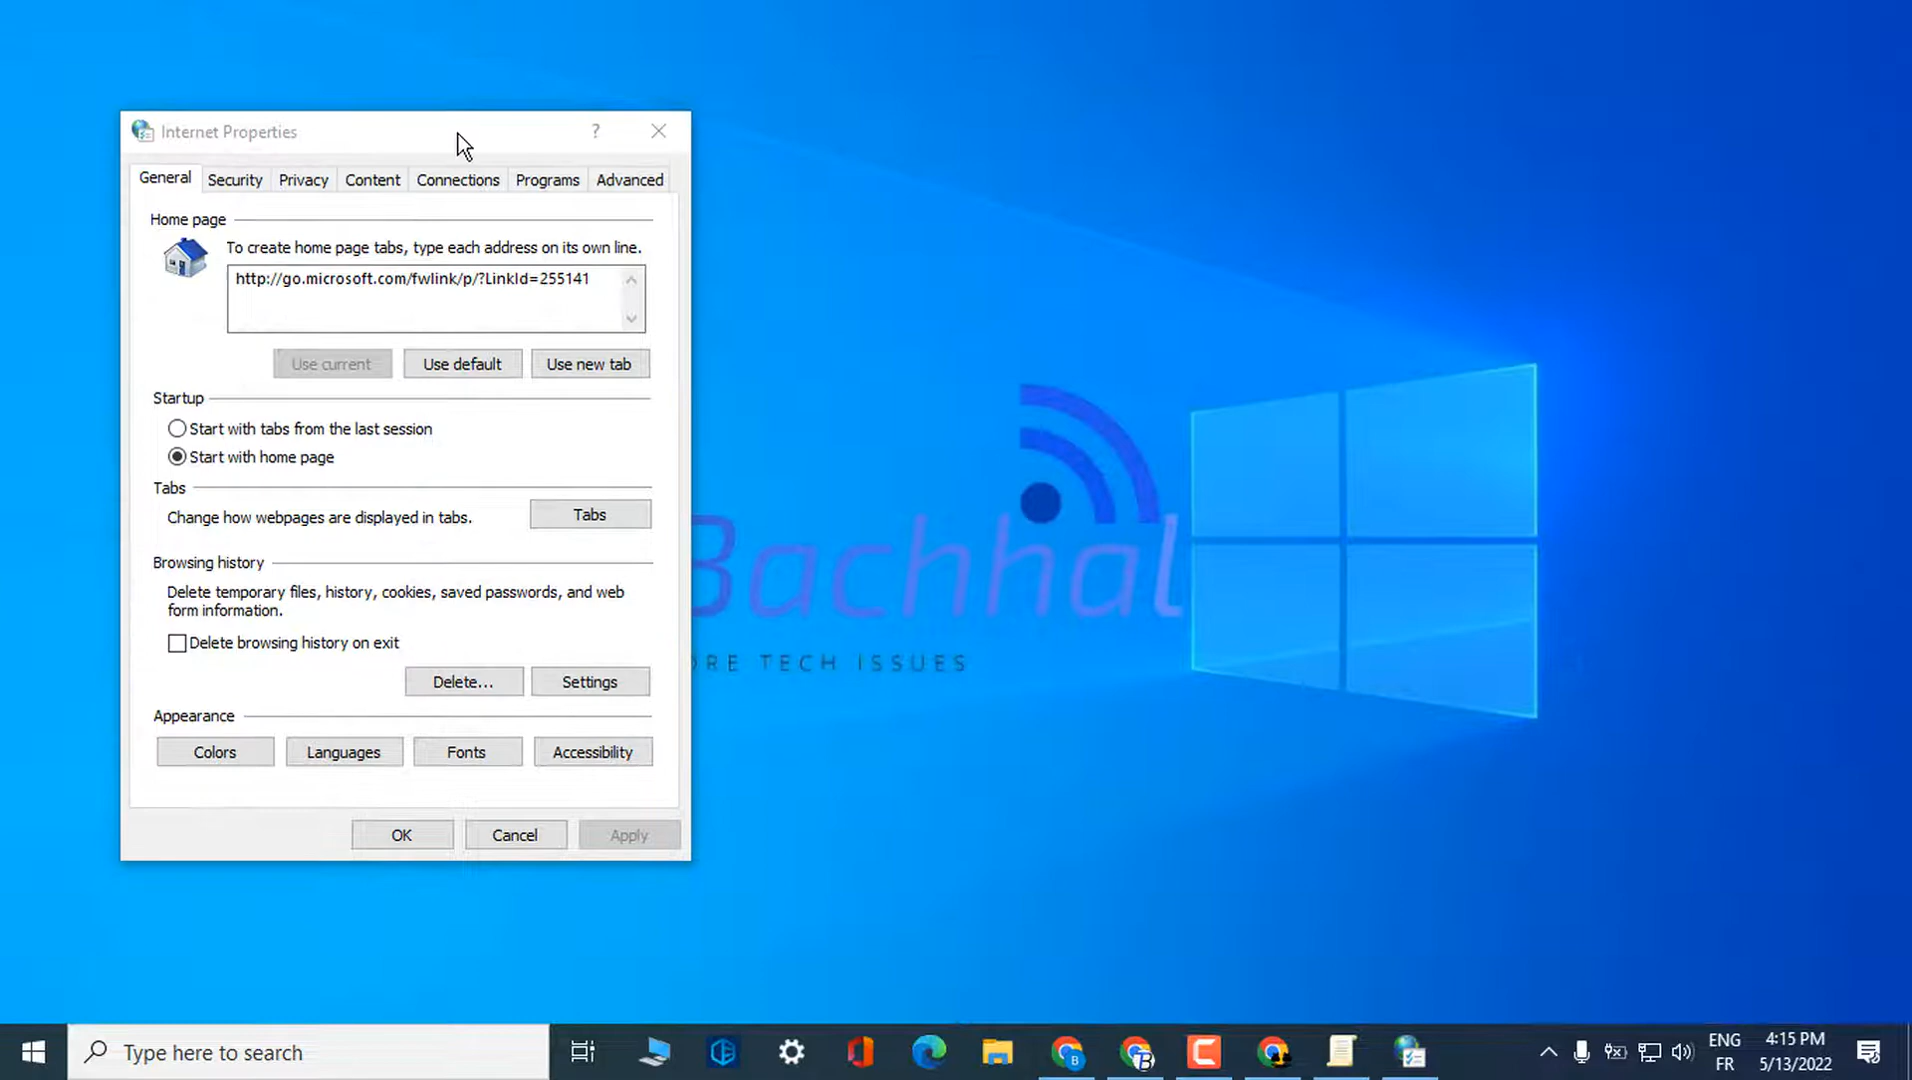 Internet Properties ?
General Security Privacy Content Connections Programs Advanced
Home page
To create home page tabs, type each address on its own line.
http://go.microsoft.com/fwlink/p/?LinkId=255141
Use current Use default Use new tab
Startup
Start with tabs from the last session
Start with home page
Tabs
Change how webpages are displayed in tabs.
Tabs
Browsing history
Delete temporary files, history, cookies, saved passwords, and web
form information.
Delete browsing history on exit
Delete... Settings
Appearance
Colors Languages Fonts Accessibility
OK Cancel Apply
Bachhal
ORE TECH ISSUES
Type here to search
B
B
ENG
FR
4:15 PM
5/13/2022